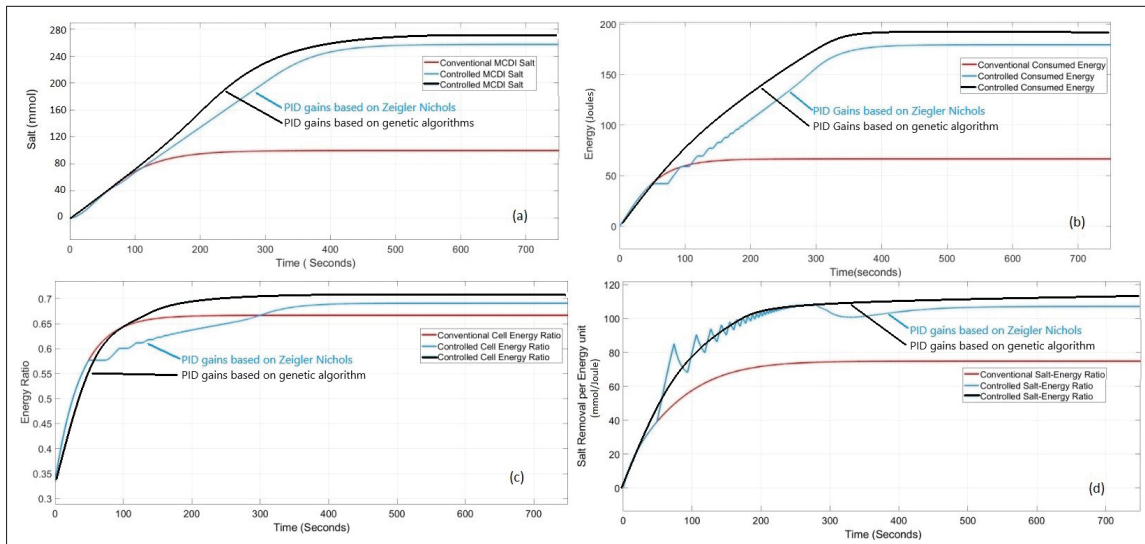 280
240
200
160
120
80
40
0
Salt (mmol)
Conventional MCDI Salt
Controlled MCDI Salt
Controlled MCDI Salt
PID gains based on Zeigler Nichols
PID gains based on genetic algorithms
(a)
0 100 200 300 400 500 600 700
Time ( Seconds)
200
150
100
50
0
Energy (Joules)
Conventional Consumed Energy
Controlled Consumed Energy
Controlled Consumed Energy
PID Gains based on Ziegler Nichols
PID Gains based on genetic algorithm
(b)
0 100 200 300 400 500 600 700
Time(seconds)
0.7
0.65
0.6
0.55
0.5
0.45
0.4
0.35
0.3
Energy Ratio
Conventional Cell Energy Ratio
Controlled Cell Energy Ratio
Controlled Cell Energy Ratio
PID gains based on Zeigler Nichols
PID gains based on genetic algorithm
(c)
0 100 200 300 400 500 600 700
Time (Seconds)
120
100
80
60
40
20
0
Salt Removal per Energy unit
(mmol/Joule)
PID gains based on Zeigler Nichols
PID gains based on genetic algorithm
Conventional Salt-Energy Ratio
Controlled Salt-Energy Ratio
Controlled Salt-Energy Ratio
(d)
0 100 200 300 400 500 600 700
Time (Seconds)